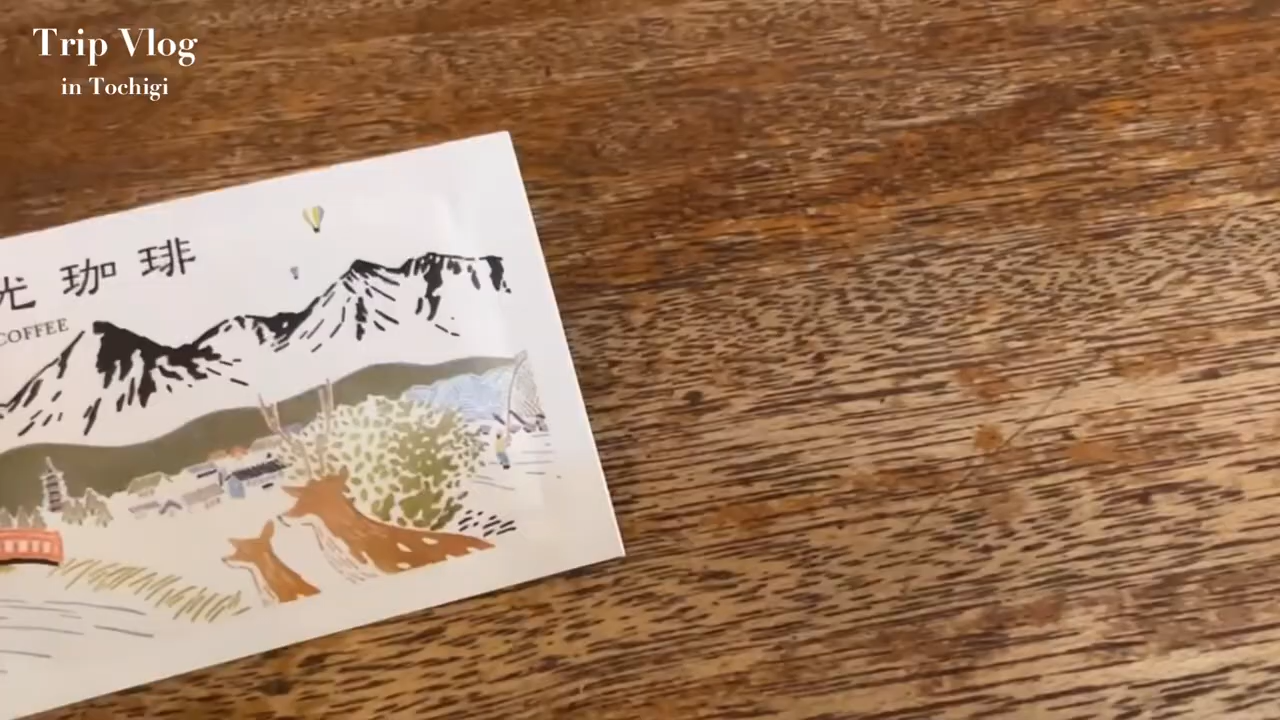 Trip Vlog
in Tochigi
光 珈 琲
COFFEE